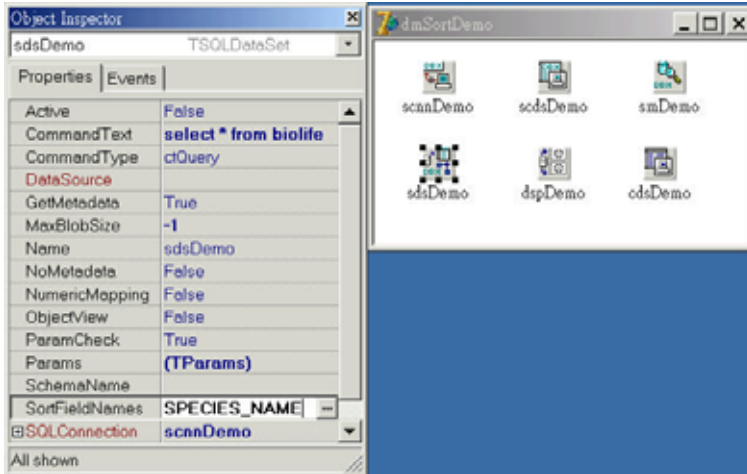 Object Inspector
sdsDemo TSQLDataSet
Properties Events
Active False
CommandText select * from biolife
CommandType ctQuery
DataSource
GetMetadata True
MaxBlobSize -1
Name sdsDemo
NoMetadata False
NumericMapping False
ObjectView False
ParamCheck True
Params (TParams)
SchemaName
SortFieldNames SPECIES_NAME
SQLConnection scnnDemo
All shown
dmSortDemo
scnnDemo scdsDemo smDemo
sdsDemo dspDemo cdsDemo